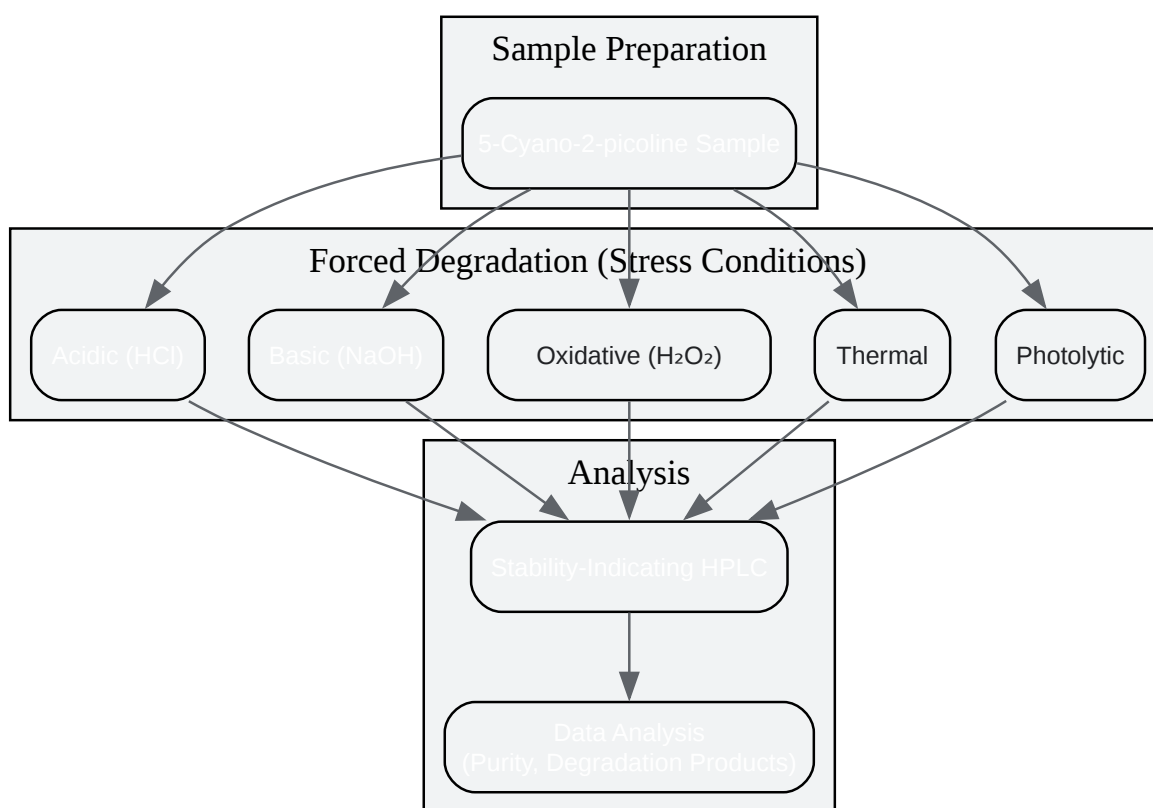 Sample Preparation
5-Cyano-2-picoline Sample
Forced Degradation (Stress Conditions)
Acidic (HCl)
Basic (NaOH)
Oxidative (H₂O₂)
Thermal
Photolytic
Analysis
Stability-Indicating HPLC
Data Analysis
(Purity, Degradation Products)